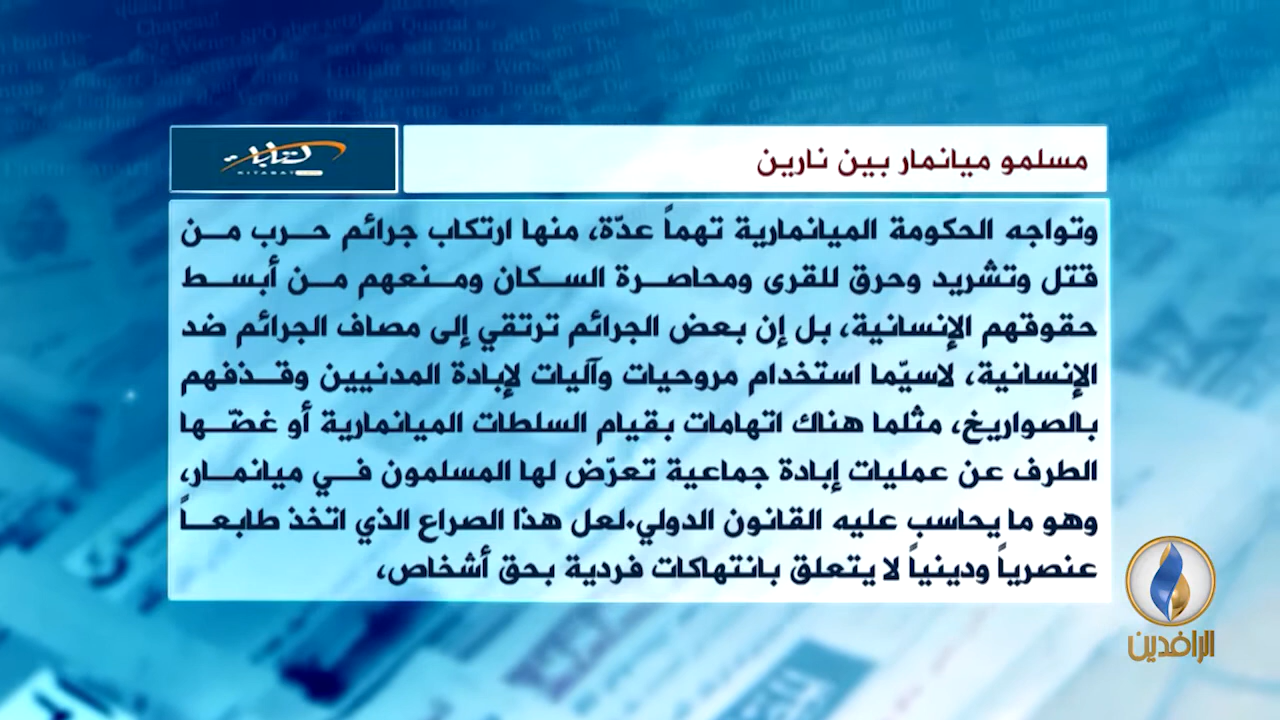 مسلمو ميانمار بين نارين
كتابات
KITABAT
وتواجه الحكومة الميانمارية تهماً عدّة، منها ارتكاب جرائم حرب من
قتل وتشريد وحرق للقرى ومحاصرة السكان ومنعهم من أبسط
حقوقهم الإنسانية، بل إن بعض الجرائم ترتقي إلى مصاف الجرائم ضد
الإنسانية، لاسيّما استخدام مروحيات وآليات لإبادة المدنيين وقذفهم
بالصواريخ، مثلما هناك اتهامات بقيام السلطات الميانمارية أو غضّها
الطرف عن عمليات إبادة جماعية تعرّض لها المسلمون في ميانمار،
وهو ما يحاسب عليه القانون الدولي.لعل هذا الصراع الذي اتخذ طابعاً
عنصرياً ودينياً لا يتعلق بانتهاكات فردية بحق أشخاص،
الرافدين